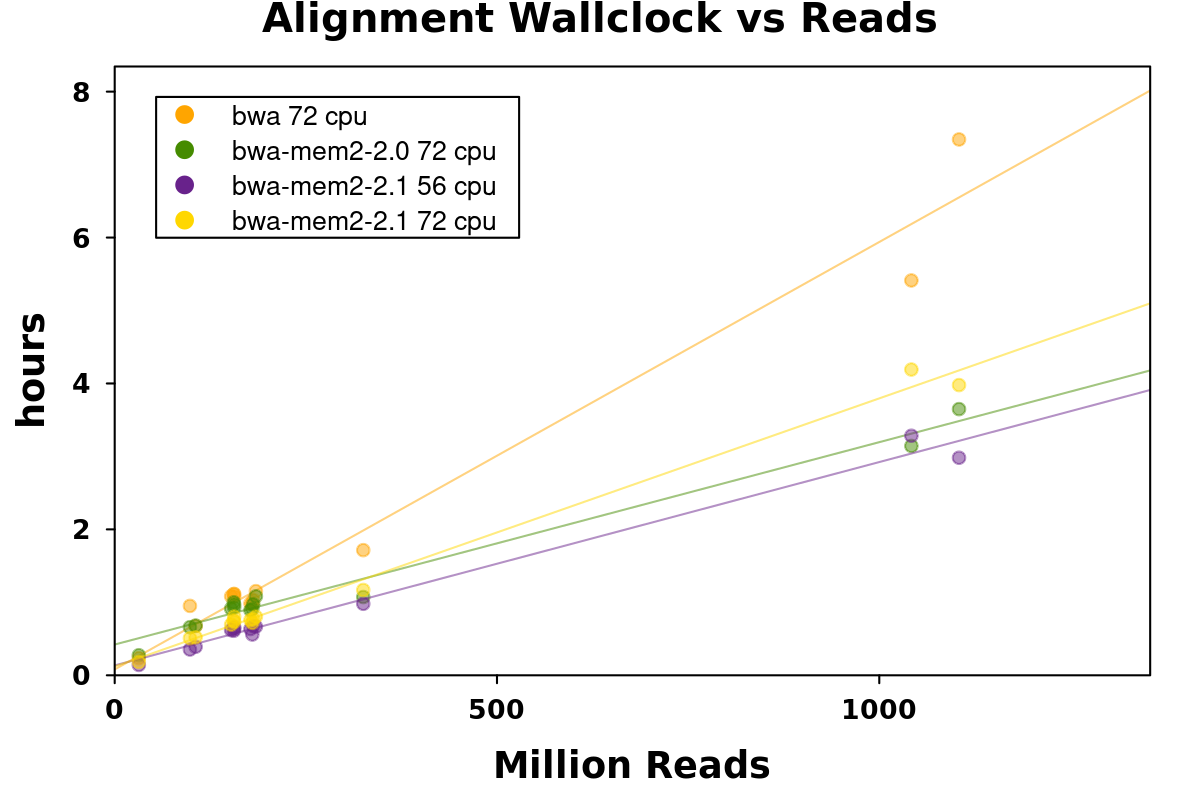 Alignment Wallclock vs Reads
8
bwa 72 cpu
bwa-mem2-2.0 72 cpu
bwa-mem2-2.1 56 cpu
bwa-mem2-2.1 72 cpu
6
hours
4
2
0
0 500 1000
Million Reads